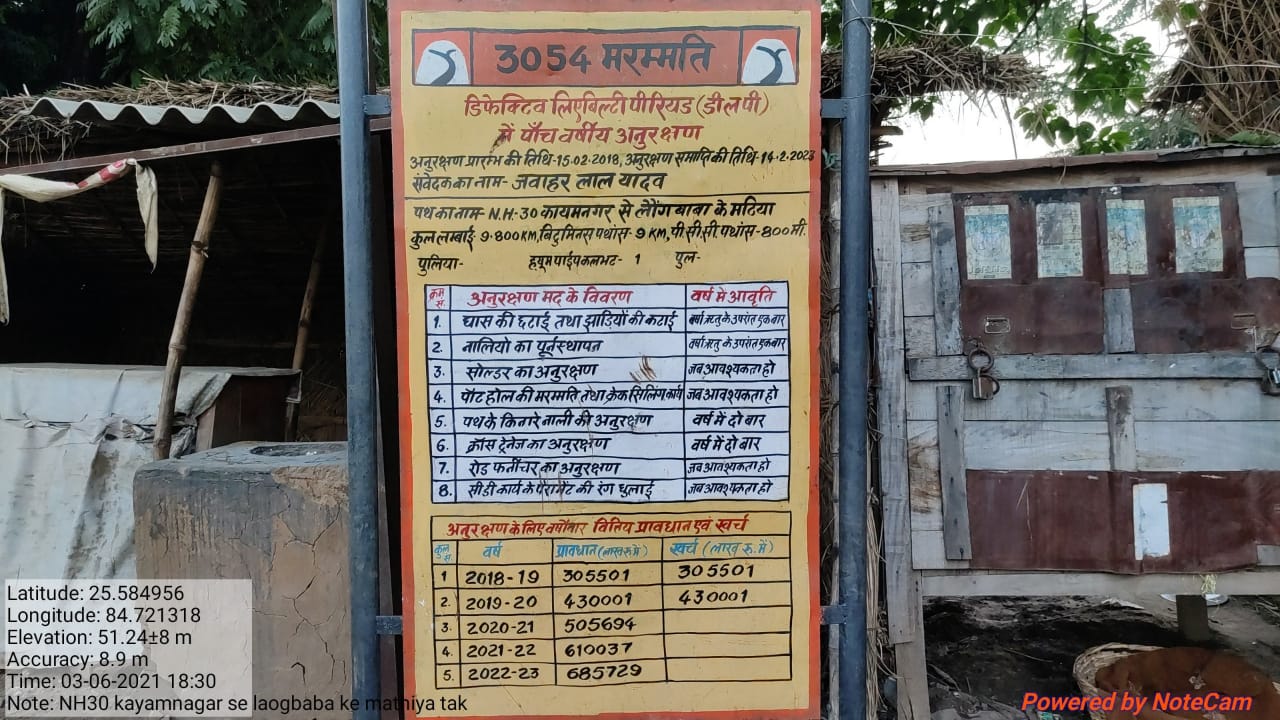 3054 मरम्मति
डिफेक्टिव लिएबिल्टी पीरियड (डीलपी)
में पाँच वर्षीय अनुरक्षण
अनुरक्षण प्रारम्भ की तिथि-15.02.2018, अनुरक्षण समाप्ति की तिथि-14.2.2023
संवेदक का नाम- जवाहर लाल यादव
पथ का नाम- N.H.-30 कायमनगर से लौंग बाबा के मठिया
कुल लम्बाई 9.800KM, बिटुमिनस पथांस- 9 KM, पी.सी.सी. पथांस-800मी.
पुलिया- ह्यूम पाईप कलभट- 1 पुल-
क्रम सं. अनुरक्षण मद के विवरण वर्ष मे आवृति
1. घास की छटाई तथा झाड़ियों की कटाई वर्षा ऋतु के उपरांत एक बार
2. नालियो का पूर्नस्थापन वर्षा ऋतु के उपरांत एक बार
3. सोल्डर का अनुरक्षण जब आवश्यकता हो
4. पॉट होल की मरम्मति तथा क्रेक सिलिंग कार्य जब आवश्यकता हो
5. पथ के किनारे नाली की अनुरक्षण वर्ष में दो बार
6. क्रॉस ट्रेनेज का अनुरक्षण वर्ष में दो बार
7. रोड फर्नीचर का अनुरक्षण जब आवश्यकता हो
8. सीडी कार्य के पैरामेंट की रंग धुलाई जब आवश्यकता हो
अनुरक्षण के लिए वर्षोवार वित्तिय प्रावधान एवं खर्च
वर्ष प्रावधान (लाख रु.में) खर्च (लाख रु.में)
1 2018-19 305501 305501
2. 2019-20 430001 430001
3. 2020-21 505694
4. 2021-22 610037
5. 2022-23 685729
Latitude: 25.584956
Longitude: 84.721318
Elevation: 51.24±8 m
Accuracy: 8.9 m
Time: 03-06-2021 18:30
Note: NH30 kayamnagar se laogbaba ke mathiya tak
Powered by NoteCam